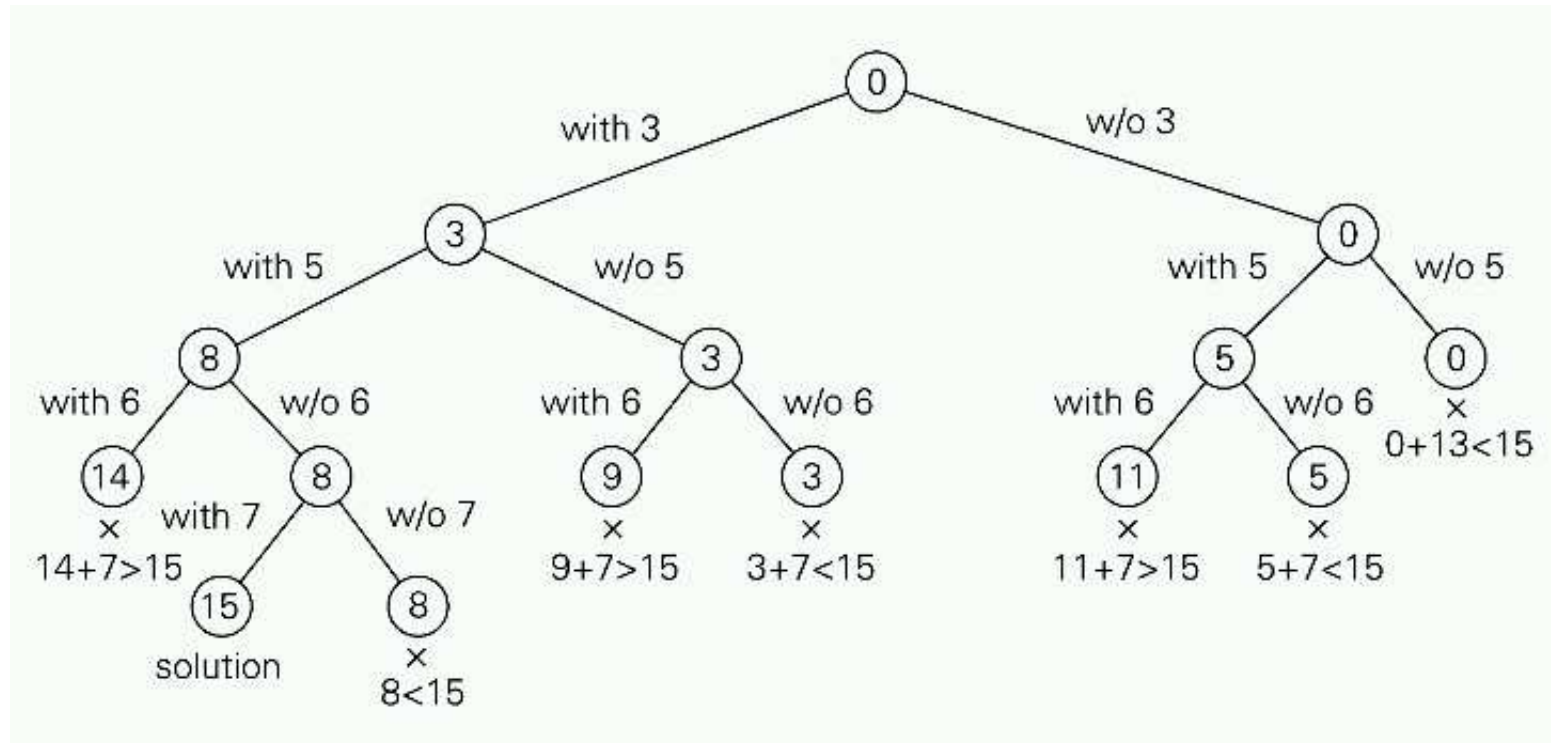 0
with 3
w/o 3
3
0
with 5
w/o 5
with 5
w/o 5
8
3
5
0
with 6
w/o 6
with 6
w/o 6
with 6
w/o 6
×
0+13<15
14
8
9
3
11
5
with 7
w/o 7
×
×
×
×
×
14+7>15
9+7>15
3+7<15
11+7>15
5+7<15
15
8
solution
×
8<15